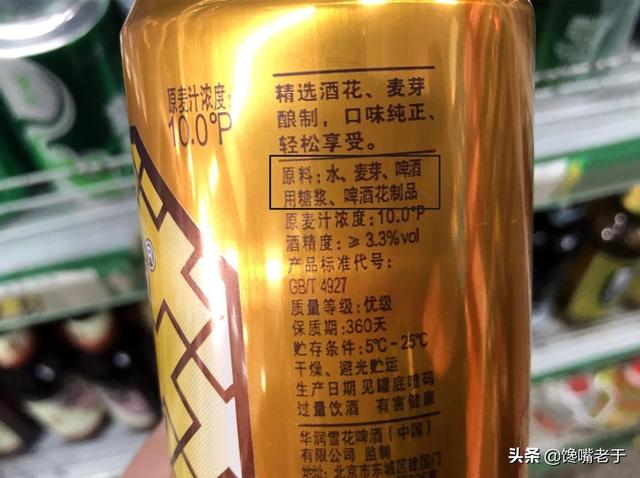 原麦汁浓度:
10.0°P
精选酒花、麦芽
酿制，口味纯正、
轻松享受。
原料：水、麦芽、啤酒
用糖浆、啤酒花制品
原麦汁浓度:10.0°P
酒精度：≥3.3%vol
产品标准代号：
GB/T 4927
质量等级：优级
保质期：360天
贮存条件：5℃~25℃
干燥、避光贮运
生产日期 见罐底喷码
过量饮酒 有害健康
华润雪花啤酒（中国）
有限公司 监制
地址：北京市东城区建国门
®
头条 @馋嘴老于